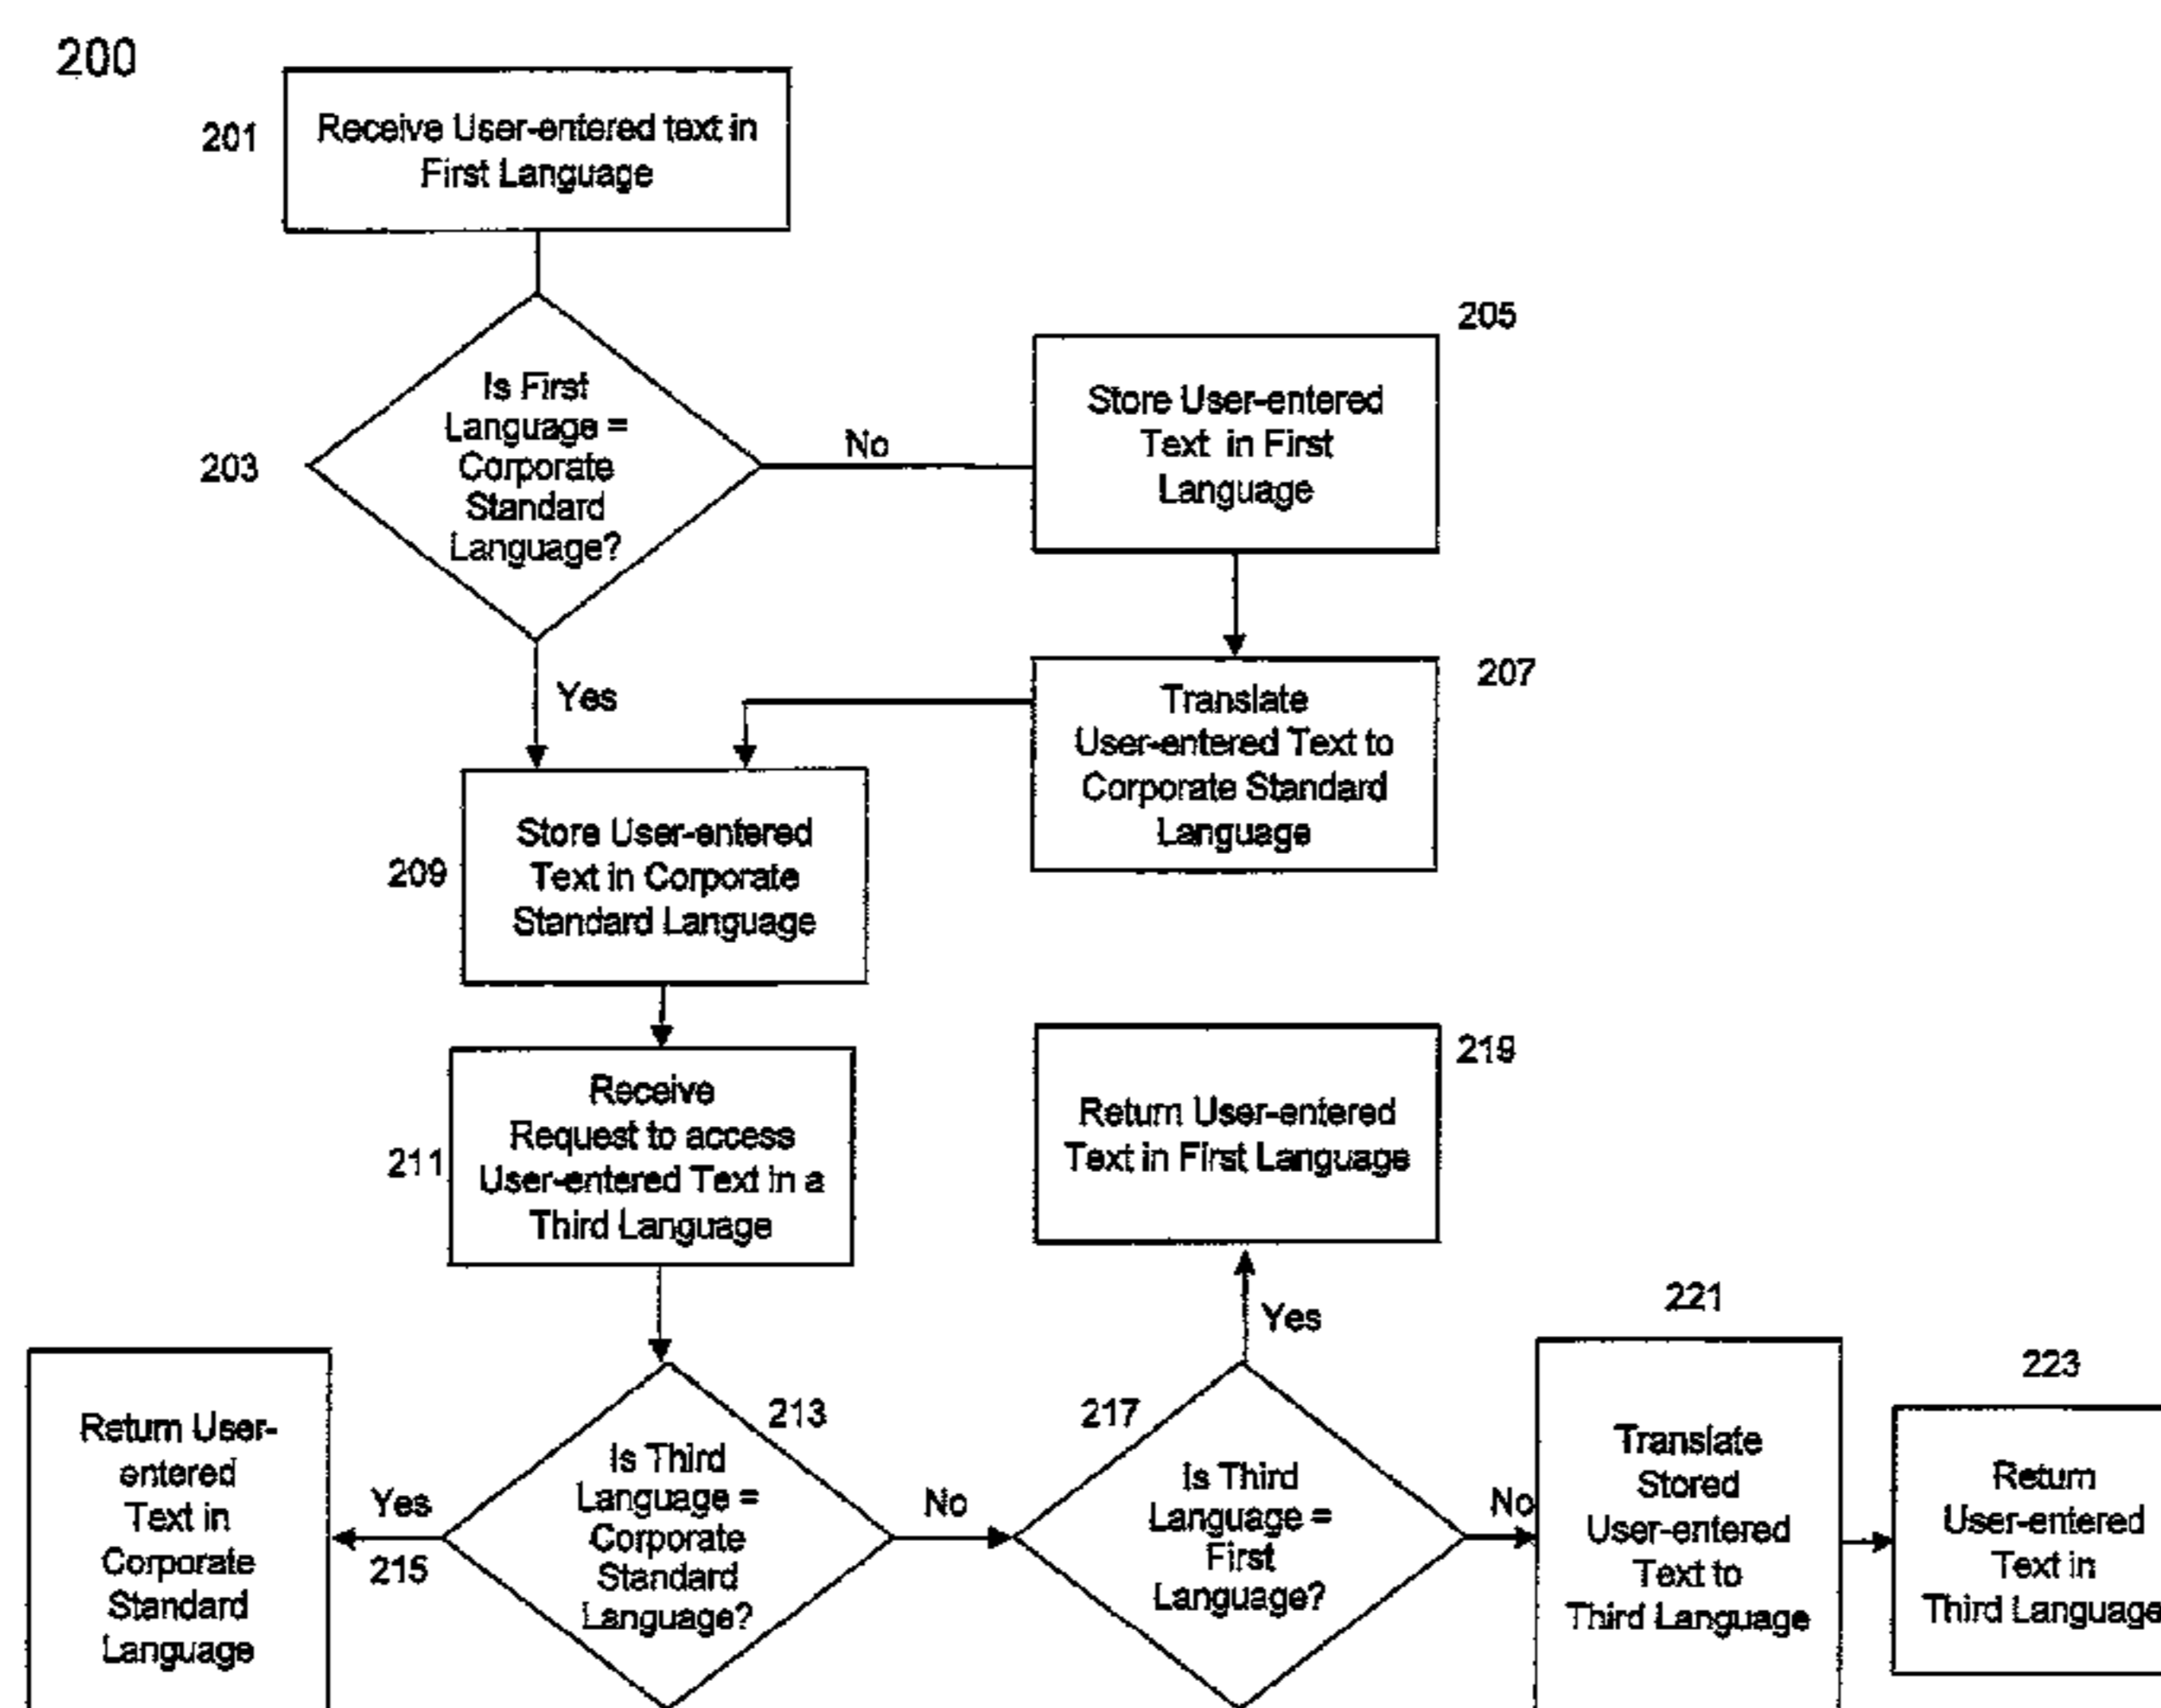 200
201
Receive User-entered text in
First Language
203
Is First
Language =
Corporate
Standard
Language?
No
205
Store User-entered
Text in First
Language
Yes
207
Translate
User-entered Text to
Corporate Standard
Language
209
Store User-entered
Text in Corporate
Standard Language
211
Receive
Request to access
User-entered Text in a
Third Language
219
Return User-entered
Text in First Language
Yes
213
Is Third
Language =
Corporate
Standard
Language?
Yes
215
Return User-
entered
Text in
Corporate
Standard
Language
No
217
Is Third
Language =
First
Language?
No
221
Translate
Stored
User-entered
Text to
Third Language
223
Return
User-entered
Text in
Third Language